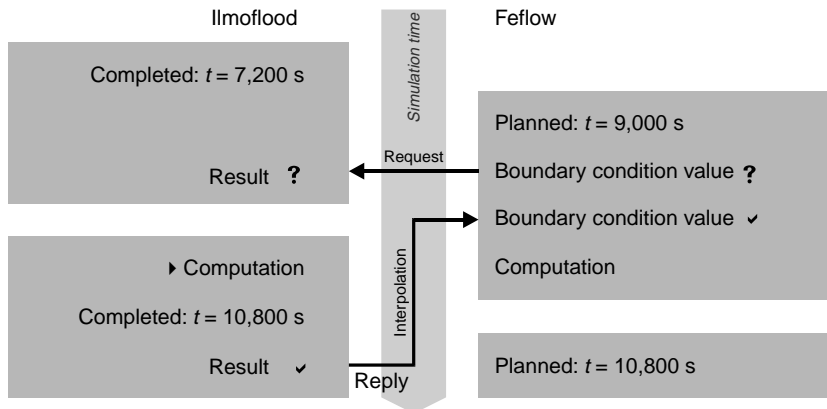 Ilmoflood
Feflow
Simulation time
Completed: t = 7,200 s
Result ?
Planned: t = 9,000 s
Request
Boundary condition value ?
Boundary condition value ✓
Computation
Interpolation
▶ Computation
Completed: t = 10,800 s
Result ✓
Reply
Planned: t = 10,800 s